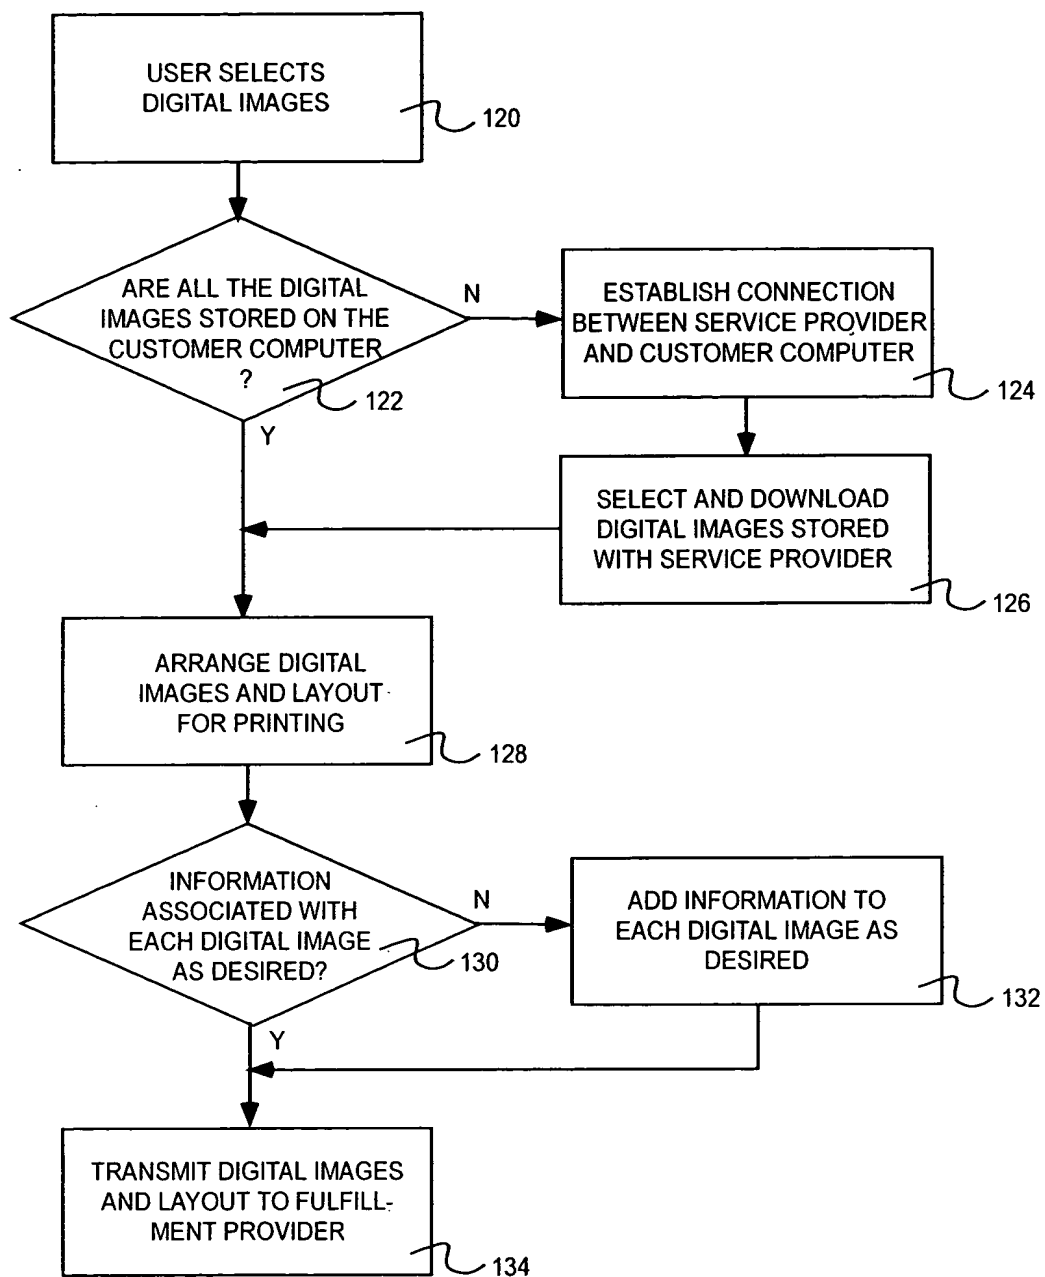 USER SELECTS
DIGITAL IMAGES
120
ARE ALL THE DIGITAL
IMAGES STORED ON THE
CUSTOMER COMPUTER
?
122
N
Y
ESTABLISH CONNECTION
BETWEEN SERVICE PROVIDER
AND CUSTOMER COMPUTER
124
SELECT AND DOWNLOAD
DIGITAL IMAGES STORED
WITH SERVICE PROVIDER
126
ARRANGE DIGITAL
IMAGES AND LAYOUT
FOR PRINTING
128
INFORMATION
ASSOCIATED WITH
EACH DIGITAL IMAGE
AS DESIRED?
130
N
Y
ADD INFORMATION TO
EACH DIGITAL IMAGE AS
DESIRED
132
TRANSMIT DIGITAL IMAGES
AND LAYOUT TO FULFILL-
MENT PROVIDER
134